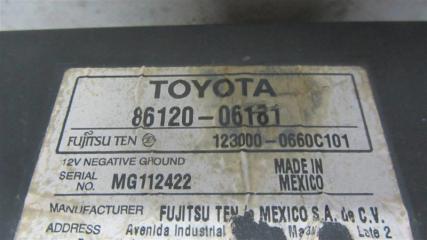 TOYOTA
86120-06181
FUJITSU TEN 123000-0660C101
12V NEGATIVE GROUND
SERIAL NO. MG112422
MADE IN MEXICO
MANUFACTURER FUJITSU TEN de MEXICO S.A. de C.V.
ADDRESS Avenida Industrial Lote 2